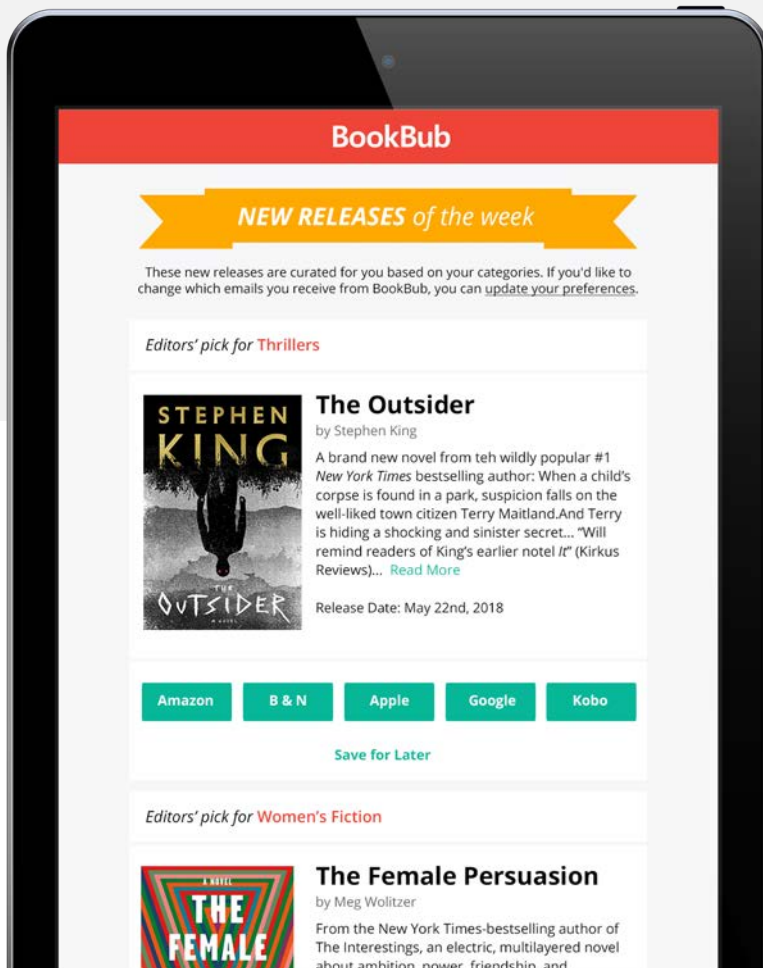 BookBub
NEW RELEASES of the week
These new releases are curated for you based on your categories. If you'd like to
change which emails you receive from BookBub, you can update your preferences.
Editors' pick for Thrillers
STEPHEN
KING
THE
OUTSIDER
A NOVEL
The Outsider
by Stephen King
A brand new novel from teh wildly popular #1
New York Times bestselling author: When a child's
corpse is found in a park, suspicion falls on the
well-liked town citizen Terry Maitland.And Terry
is hiding a shocking and sinister secret... “Will
remind readers of King's earlier notel It” (Kirkus
Reviews)... Read More
Release Date: May 22nd, 2018
Amazon
B & N
Apple
Google
Kobo
Save for Later
Editors' pick for Women's Fiction
A NOVEL
THE
FEMALE
The Female Persuasion
by Meg Wolitzer
From the New York Times-bestselling author of
The Interestings, an electric, multilayered novel
about ambition, power, friendship, and